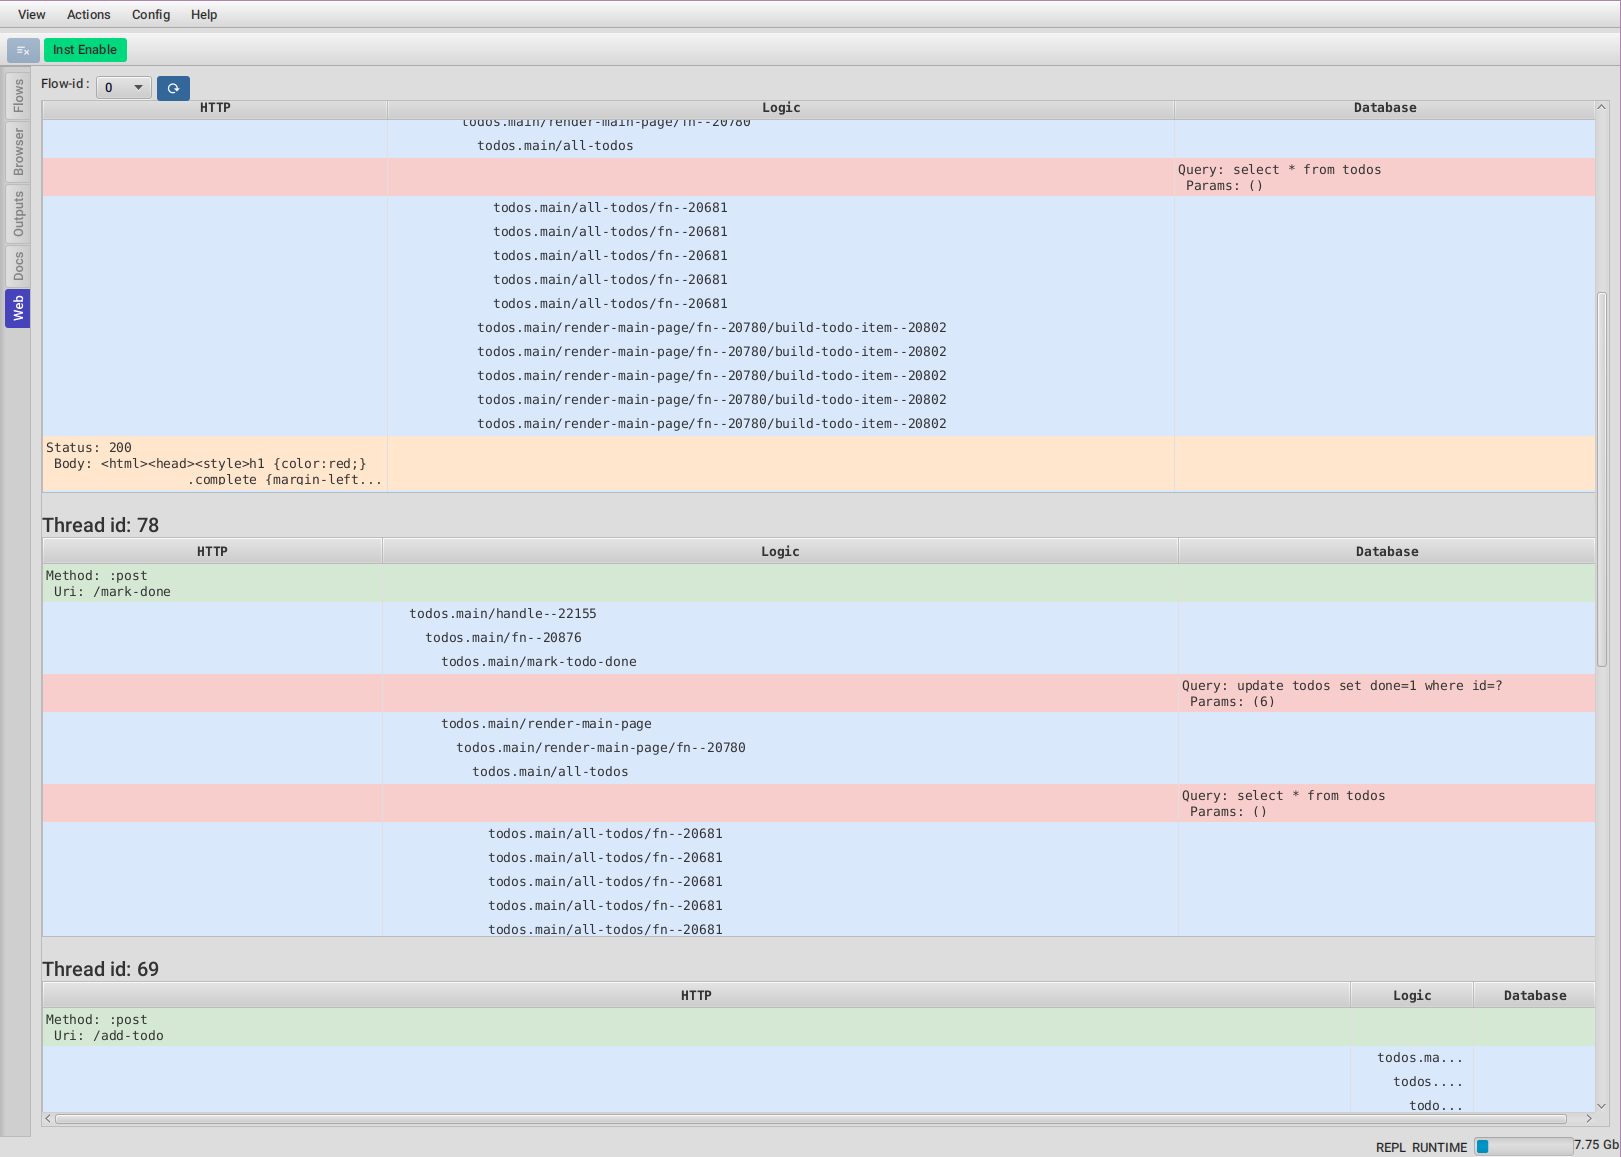 View Actions Config Help
Inst Enable
Flows
Browser
Outputs
Docs
Web
Flow-id : 0
HTTP Logic Database
todos.main/render-main-page/fn--20780
todos.main/all-todos
Query: select * from todos
Params: ()
todos.main/all-todos/fn--20681
todos.main/all-todos/fn--20681
todos.main/all-todos/fn--20681
todos.main/all-todos/fn--20681
todos.main/all-todos/fn--20681
todos.main/render-main-page/fn--20780/build-todo-item--20802
todos.main/render-main-page/fn--20780/build-todo-item--20802
todos.main/render-main-page/fn--20780/build-todo-item--20802
todos.main/render-main-page/fn--20780/build-todo-item--20802
todos.main/render-main-page/fn--20780/build-todo-item--20802
Status: 200
Body: <html><head><style>h1 {color:red;}
.complete {margin-left...
Thread id: 78
HTTP Logic Database
Method: :post
Uri: /mark-done
todos.main/handle--22155
todos.main/fn--20876
todos.main/mark-todo-done
Query: update todos set done=1 where id=?
Params: (6)
todos.main/render-main-page
todos.main/render-main-page/fn--20780
todos.main/all-todos
Query: select * from todos
Params: ()
todos.main/all-todos/fn--20681
todos.main/all-todos/fn--20681
todos.main/all-todos/fn--20681
todos.main/all-todos/fn--20681
todos.main/all-todos/fn--20681
Thread id: 69
HTTP Logic Database
Method: :post
Uri: /add-todo
todos.ma...
todos....
todo...
REPL RUNTIME 7.75 Gb